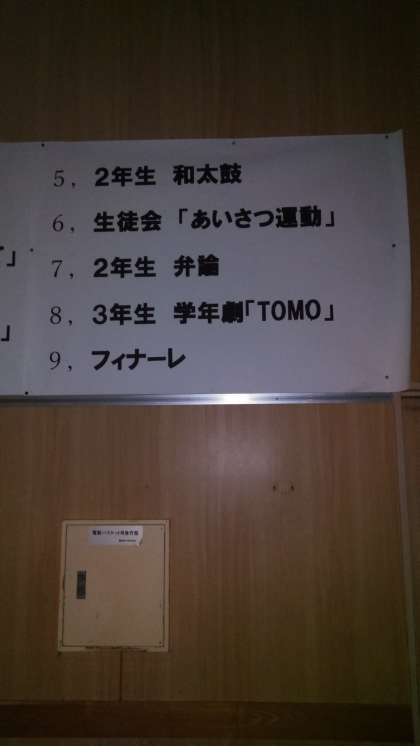 5, 2年生 和太鼓
6, 生徒会 「あいさつ運動」
7, 2年生 弁論
8, 3年生 学年劇「TOMO」
9, フィナーレ
」
」